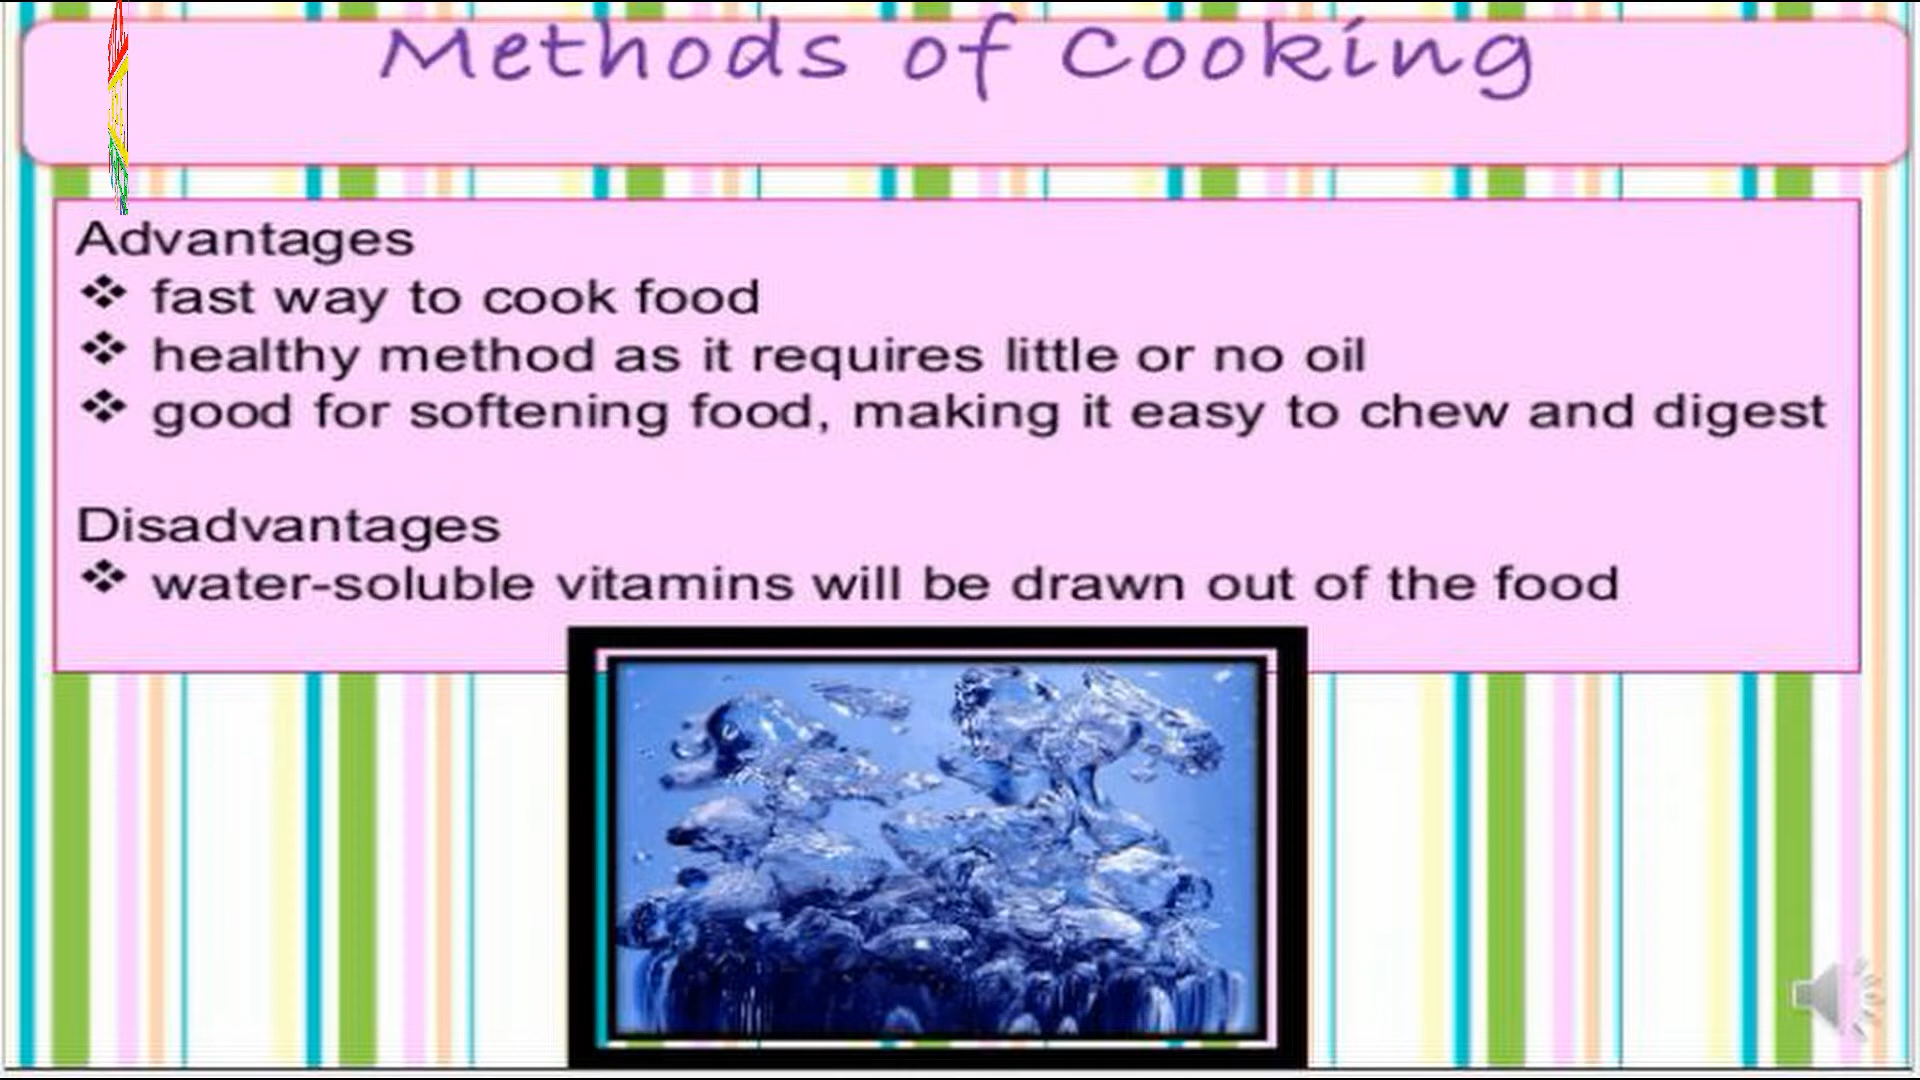 Methods of Cooking
Advantages
❖ fast way to cook food
❖ healthy method as it requires little or no oil
❖ good for softening food, making it easy to chew and digest
Disadvantages
❖ water-soluble vitamins will be drawn out of the food